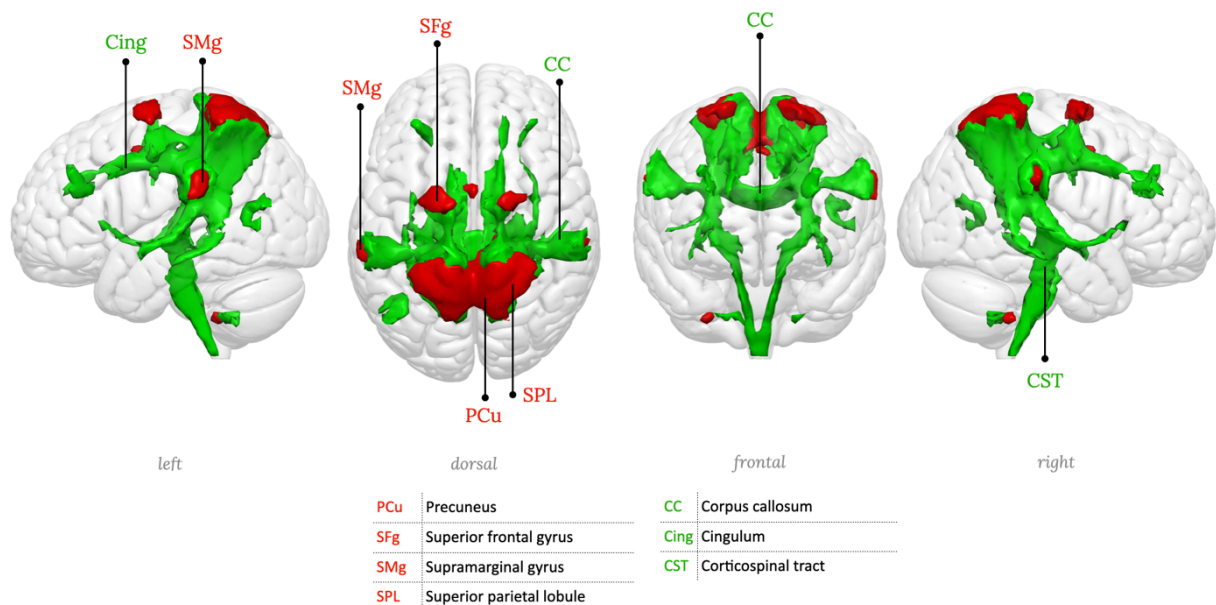 Cing
SMg
SFg
SMg
CC
CC
PCu
SPL
CST
left
dorsal
frontal
right
PCu Precuneus
SFg Superior frontal gyrus
SMg Supramarginal gyrus
SPL Superior parietal lobule
CC Corpus callosum
Cing Cingulum
CST Corticospinal tract